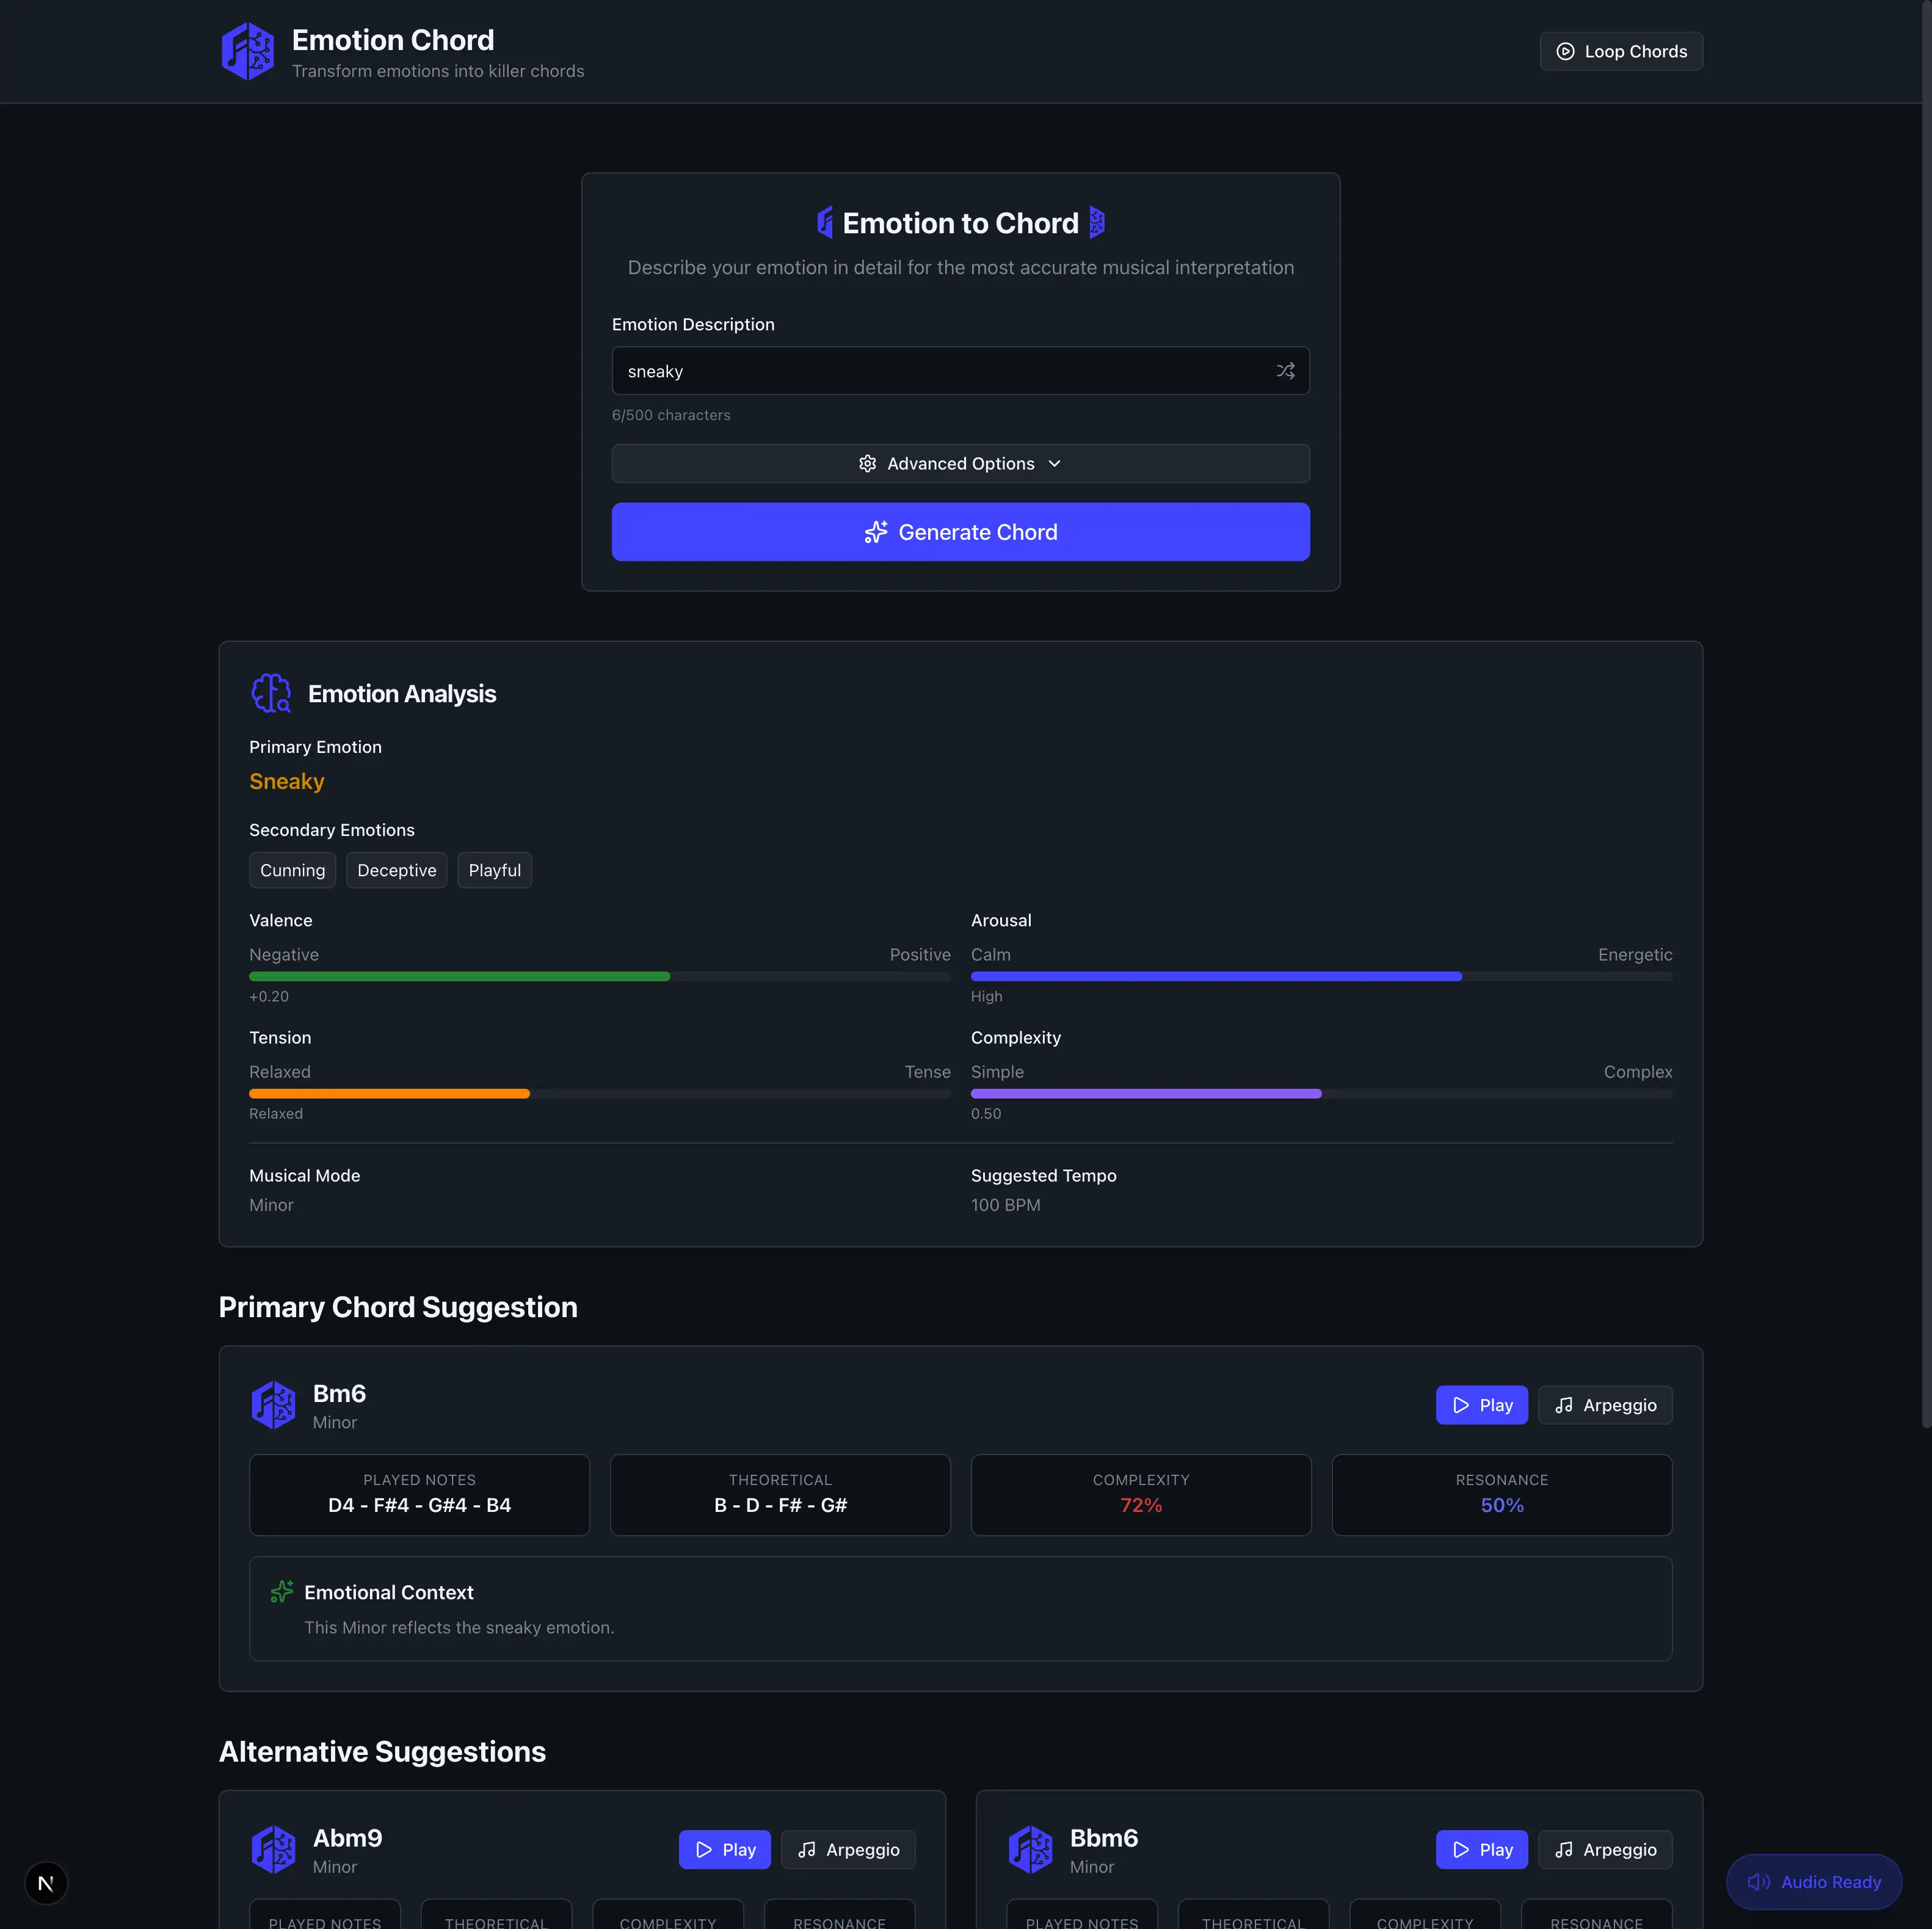 Emotion Chord
Transform emotions into killer chords
Loop Chords
Emotion to Chord
Describe your emotion in detail for the most accurate musical interpretation
Emotion Description
sneaky
6/500 characters
Advanced Options
Generate Chord
Emotion Analysis
Primary Emotion
Sneaky
Secondary Emotions
Cunning Deceptive Playful
Valence
Negative Positive
+0.20
Arousal
Calm Energetic
High
Tension
Relaxed Tense
Relaxed
Complexity
Simple Complex
0.50
Musical Mode
Minor
Suggested Tempo
100 BPM
Primary Chord Suggestion
Bm6
Minor
Play
Arpeggio
PLAYED NOTES
D4 - F#4 - G#4 - B4
THEORETICAL
B - D - F# - G#
COMPLEXITY
72%
RESONANCE
50%
Emotional Context
This Minor reflects the sneaky emotion.
Alternative Suggestions
Abm9
Minor
Play
Arpeggio
PLAYED NOTES
THEORETICAL
COMPLEXITY
RESONANCE
Bbm6
Minor
Play
Arpeggio
PLAYED NOTES
THEORETICAL
COMPLEXITY
RESONANCE
N
Audio Ready